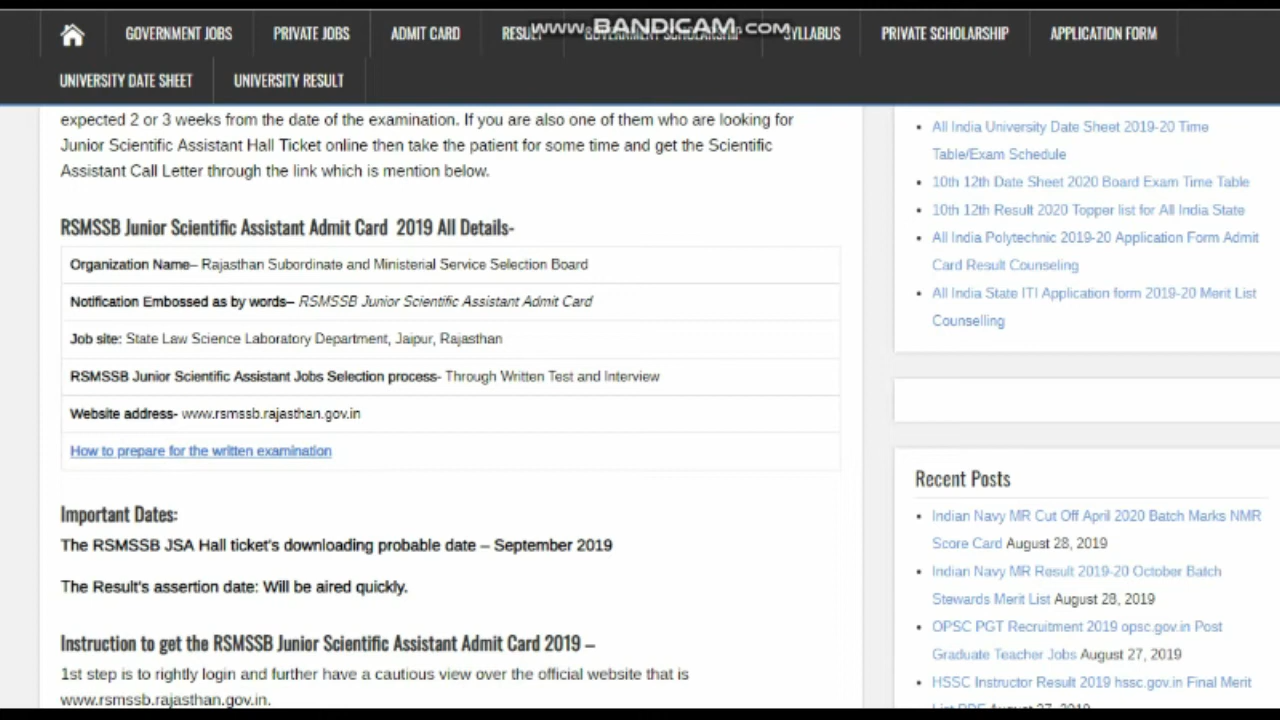 www.BANDICAM.com
GOVERNMENT JOBS PRIVATE JOBS ADMIT CARD RESULT GOVERNMENT SCHOLARSHIP SYLLABUS PRIVATE SCHOLARSHIP APPLICATION FORM
UNIVERSITY DATE SHEET UNIVERSITY RESULT
expected 2 or 3 weeks from the date of the examination. If you are also one of them who are looking for
Junior Scientific Assistant Hall Ticket online then take the patient for some time and get the Scientific
Assistant Call Letter through the link which is mention below.
RSMSSB Junior Scientific Assistant Admit Card 2019 All Details-
Organization Name– Rajasthan Subordinate and Ministerial Service Selection Board
Notification Embossed as by words– RSMSSB Junior Scientific Assistant Admit Card
Job site: State Law Science Laboratory Department, Jaipur, Rajasthan
RSMSSB Junior Scientific Assistant Jobs Selection process- Through Written Test and Interview
Website address- www.rsmssb.rajasthan.gov.in
How to prepare for the written examination
Important Dates:
The RSMSSB JSA Hall ticket's downloading probable date – September 2019
The Result's assertion date: Will be aired quickly.
Instruction to get the RSMSSB Junior Scientific Assistant Admit Card 2019 –
1st step is to rightly login and further have a cautious view over the official website that is
www.rsmssb.rajasthan.gov.in.
All India University Date Sheet 2019-20 Time
Table/Exam Schedule
10th 12th Date Sheet 2020 Board Exam Time Table
10th 12th Result 2020 Topper list for All India State
All India Polytechnic 2019-20 Application Form Admit
Card Result Counseling
All India State ITI Application form 2019-20 Merit List
Counselling
Recent Posts
Indian Navy MR Cut Off April 2020 Batch Marks NMR
Score Card August 28, 2019
Indian Navy MR Result 2019-20 October Batch
Stewards Merit List August 28, 2019
OPSC PGT Recruitment 2019 opsc.gov.in Post
Graduate Teacher Jobs August 27, 2019
HSSC Instructor Result 2019 hssc.gov.in Final Merit
List PDF August 27, 2019